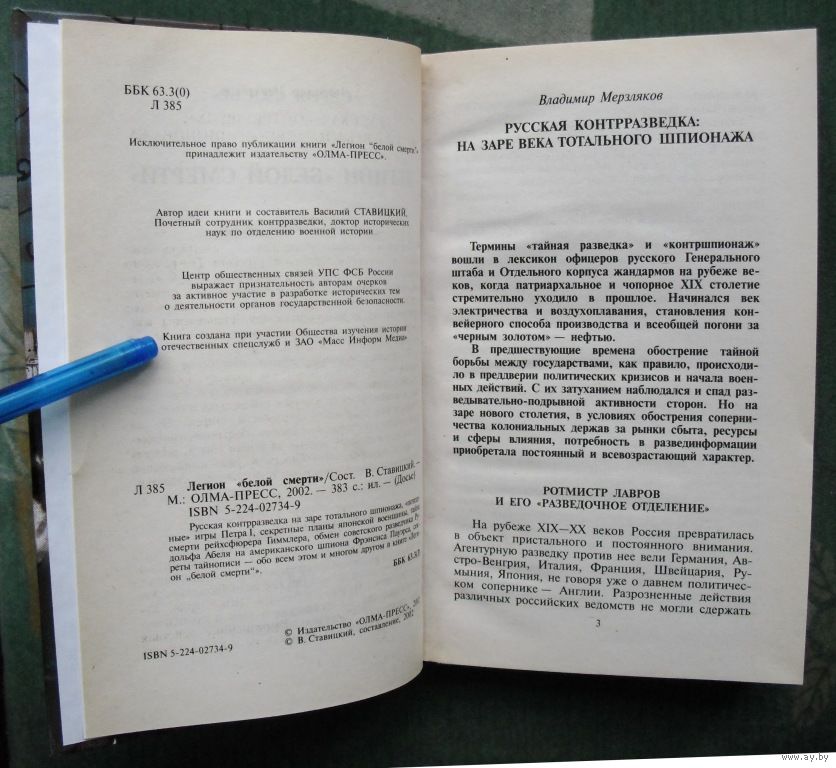 ББК 63.3(0)
Л 385
Исключительное право публикации книги «Легион "белой смерти"»
принадлежит издательству «ОЛМА-ПРЕСС».
Автор идеи книги и составитель Василий СТАВИЦКИЙ,
Почетный сотрудник контрразведки, доктор исторических
наук по отделению военной истории
Центр общественных связей УПС ФСБ России
выражает признательность авторам очерков
за активное участие в разработке исторических тем
о деятельности органов государственной безопасности.
Книга создана при участии Общества изучения истории
отечественных спецслужб и ЗАО «Масс Информ Медиа»
Л 385 Легион «белой смерти»/Сост. В. Ставицкий. –
М.: ОЛМА-ПРЕСС, 2002. — 383 с.: ил. — (Досье)
ISBN 5-224-02734-9
Русская контрразведка на заре тотального шпионажа,
ные" игры Петра I, секретные планы японской военщины,
смерти рейхсфюрера Гиммлера, обмен советского разведчика Ру-
дольфа Абеля на американского шпиона Фрэнсиса Пауэрса, сек-
реты тайнописи — обо всем этом и многом другом в книге «Леги-
он „белой смерти"».
ББК 63.3(0)
© Издательство «ОЛМА-ПРЕСС», 2002
© В. Ставицкий, составление, 2002
ISBN 5-224-02734-9
Владимир Мерзляков
РУССКАЯ КОНТРРАЗВЕДКА:
НА ЗАРЕ ВЕКА ТОТАЛЬНОГО ШПИОНАЖА
Термины «тайная разведка» и «контршпионаж»
вошли в лексикон офицеров русского Генерального
штаба и Отдельного корпуса жандармов на рубеже ве-
ков, когда патриархальное и чопорное XIX столетие
стремительно уходило в прошлое. Начинался век
электричества и воздухоплавания, становления кон-
вейерного способа производства и всеобщей погони за
«черным золотом» — нефтью.
В предшествующие времена обострение тайной
борьбы между государствами, как правило, происходи-
ло в преддверии политических кризисов и начала воен-
ных действий. С их затуханием наблюдался и спад раз-
ведывательно-подрывной активности сторон. Но на
заре нового столетия, в условиях обострения соперни-
чества колониальных держав за рынки сбыта, ресурсы
и сферы влияния, потребность в разведниформации
приобретала постоянный и всевозрастающий характер.
РОТМИСТР ЛАВРОВ
И ЕГО «РАЗВЕДОЧНОЕ ОТДЕЛЕНИЕ»
На рубеже XIX—XX веков Россия превратилась
в объект пристального и постоянного внимания.
Агентурную разведку против нее вели Германия, Ав-
стро-Венгрия, Италия, Франция, Швейцария, Ру-
мыния, Япония, не говоря уже о давнем политичес-
ком сопернике — Англии. Разрозненные действия
различных российских ведомств не могли сдержать
3
www.ay.by